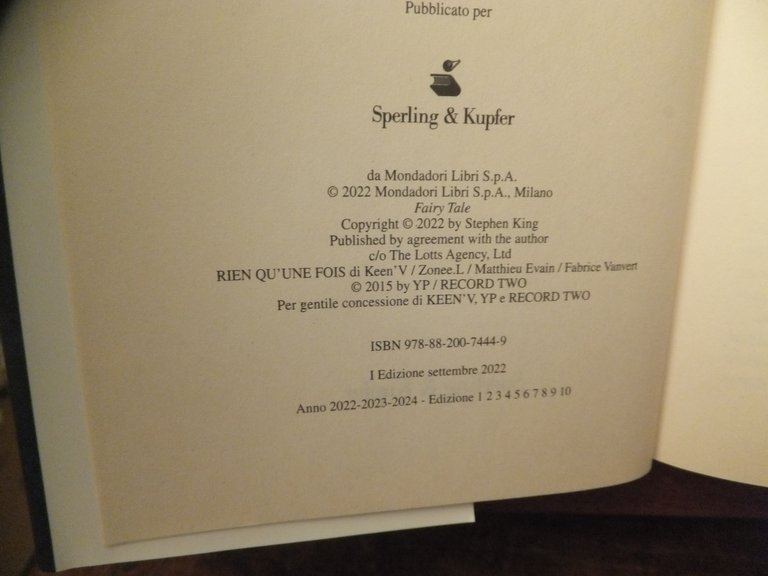 Pubblicato per
Sperling & Kupfer
da Mondadori Libri S.p.A.
© 2022 Mondadori Libri S.p.A., Milano
Fairy Tale
Copyright © 2022 by Stephen King
Published by agreement with the author
c/o The Lotts Agency, Ltd
RIEN QU'UNE FOIS di Keen'V / Zonee.L / Matthieu Evain / Fabrice Vanvert
© 2015 by YP / RECORD TWO
Per gentile concessione di KEEN'V, YP e RECORD TWO
ISBN 978-88-200-7444-9
I Edizione settembre 2022
Anno 2022-2023-2024 - Edizione 1 2 3 4 5 6 7 8 9 10